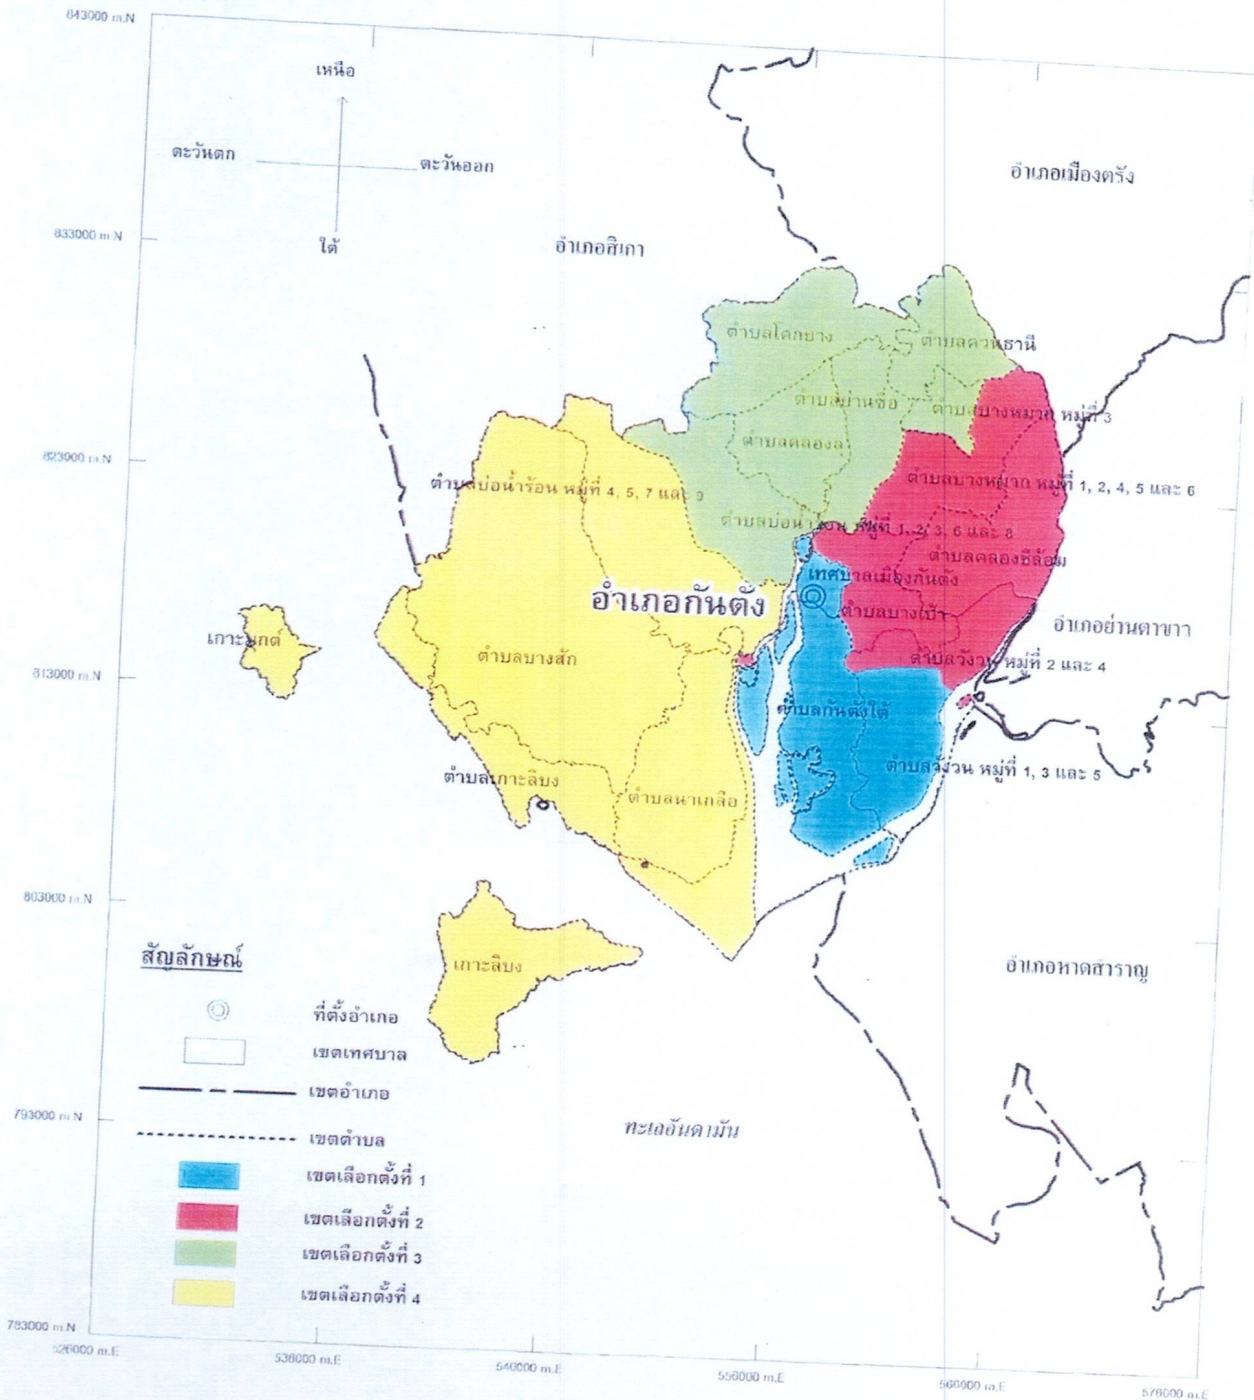 843000 m.N
เหนือ
ตะวันตก
ตะวันออก
ใต้
อำเภอเมืองตรัง
833000 m.N
อำเภอสิเกา
ตำบลโคกยาง
ตำบลควนธานี
ตำบลบ้านซื่อ
ตำบลบางหมาก หมู่ที่ 3
ตำบลคลองลุ
823000 m.N
ตำบลบ่อน้ำร้อน หมู่ที่ 4, 5, 7 และ 9
ตำบลบางหมาก หมู่ที่ 1, 2, 4, 5 และ 6
ตำบลบ่อน้ำร้อน หมู่ที่ 1, 2, 3, 6 และ 8
ตำบลคลองชีล้อม
เทศบาลเมืองกันตัง
อำเภอกันตัง
ตำบลบางเป้า
อำเภอย่านตาขาว
เกาะมุกต์
ตำบลบางสัก
ตำบลวังวน หมู่ที่ 2 และ 4
813000 m.N
ตำบลกันตังใต้
ตำบลวังวน หมู่ที่ 1, 3 และ 5
ตำบลเกาะลิบง
ตำบลนาเกลือ
803000 m.N
เกาะลิบง
อำเภอหาดสำราญ
สัญลักษณ์
ที่ตั้งอำเภอ
เขตเทศบาล
เขตอำเภอ
793000 m.N
ทะเลอันดามัน
เขตตำบล
เขตเลือกตั้งที่ 1
เขตเลือกตั้งที่ 2
เขตเลือกตั้งที่ 3
เขตเลือกตั้งที่ 4
783000 m.N
526000 m.E
556000 m.E
566000 m.E
576000 m.E